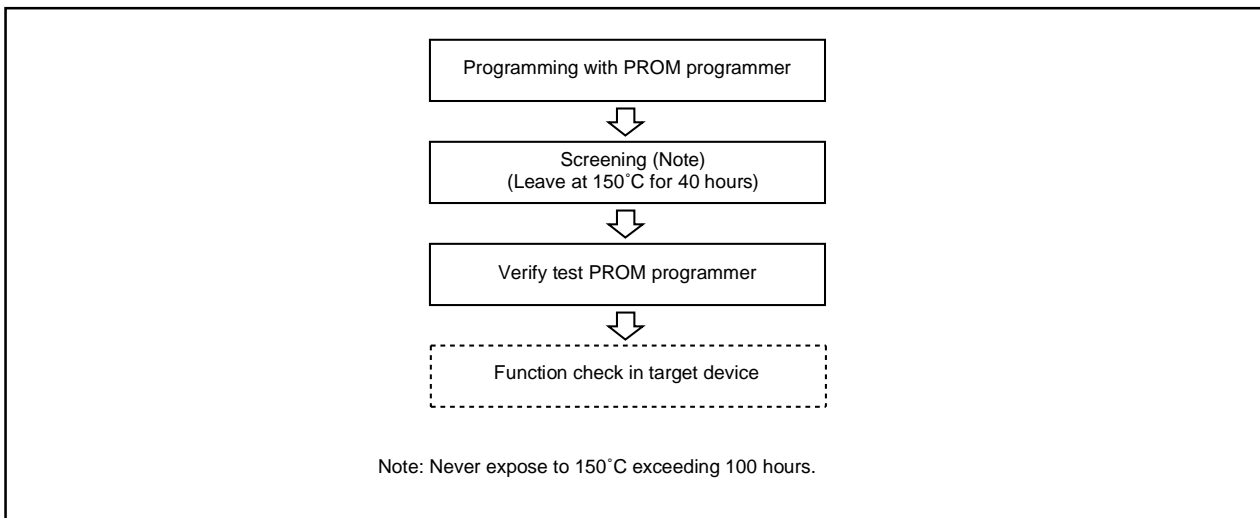 Programming with PROM programmer
Screening (Note)
(Leave at 150˚C for 40 hours)
Verify test PROM programmer
Function check in target device
Note: Never expose to 150˚C exceeding 100 hours.